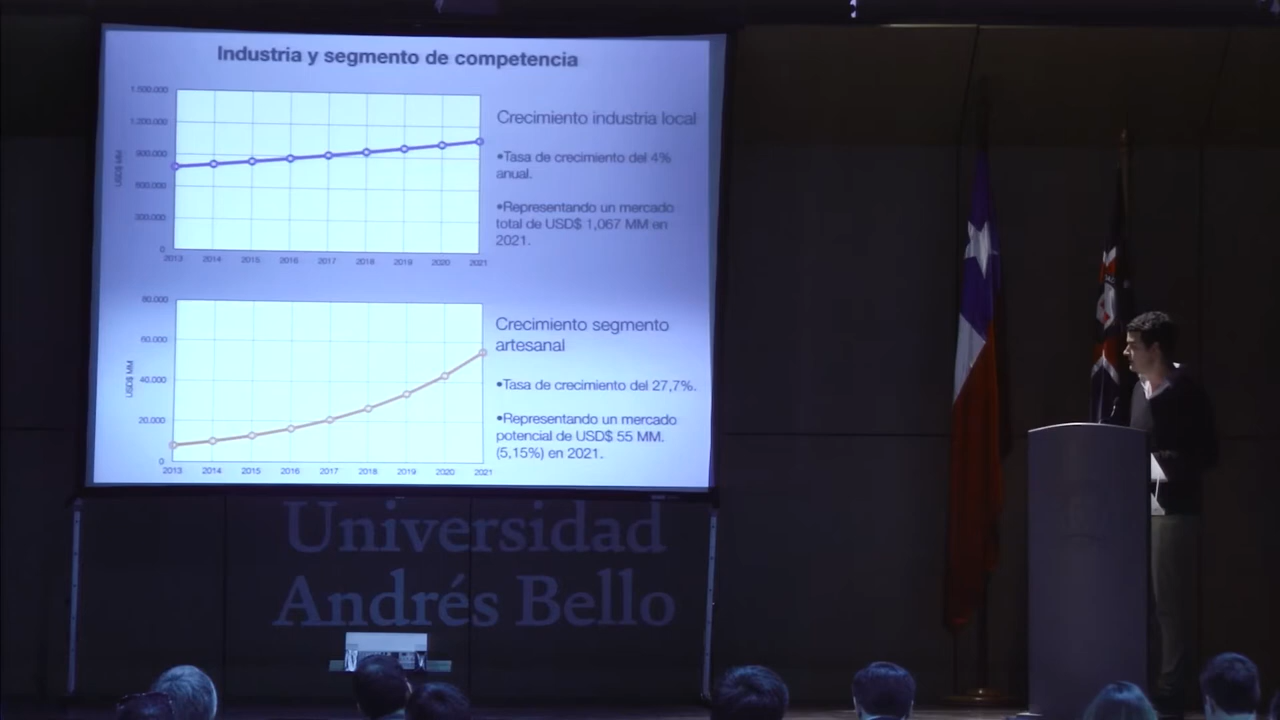 Industria y segmento de competencia
1.500.000
1.200.000
900.000
600.000
300.000
0
USD$ MM
2013 2014 2015 2016 2017 2018 2019 2020 2021
Crecimiento industria local
•Tasa de crecimiento del 4%
anual.
•Representando un mercado
total de USD$ 1,067 MM en
2021.
80.000
60.000
40.000
20.000
0
USD$ MM
2013 2014 2015 2016 2017 2018 2019 2020 2021
Crecimiento segmento
artesanal
•Tasa de crecimiento del 27,7%.
•Representando un mercado
potencial de USD$ 55 MM.
(5,15%) en 2021.
Universidad
Andrés Bello